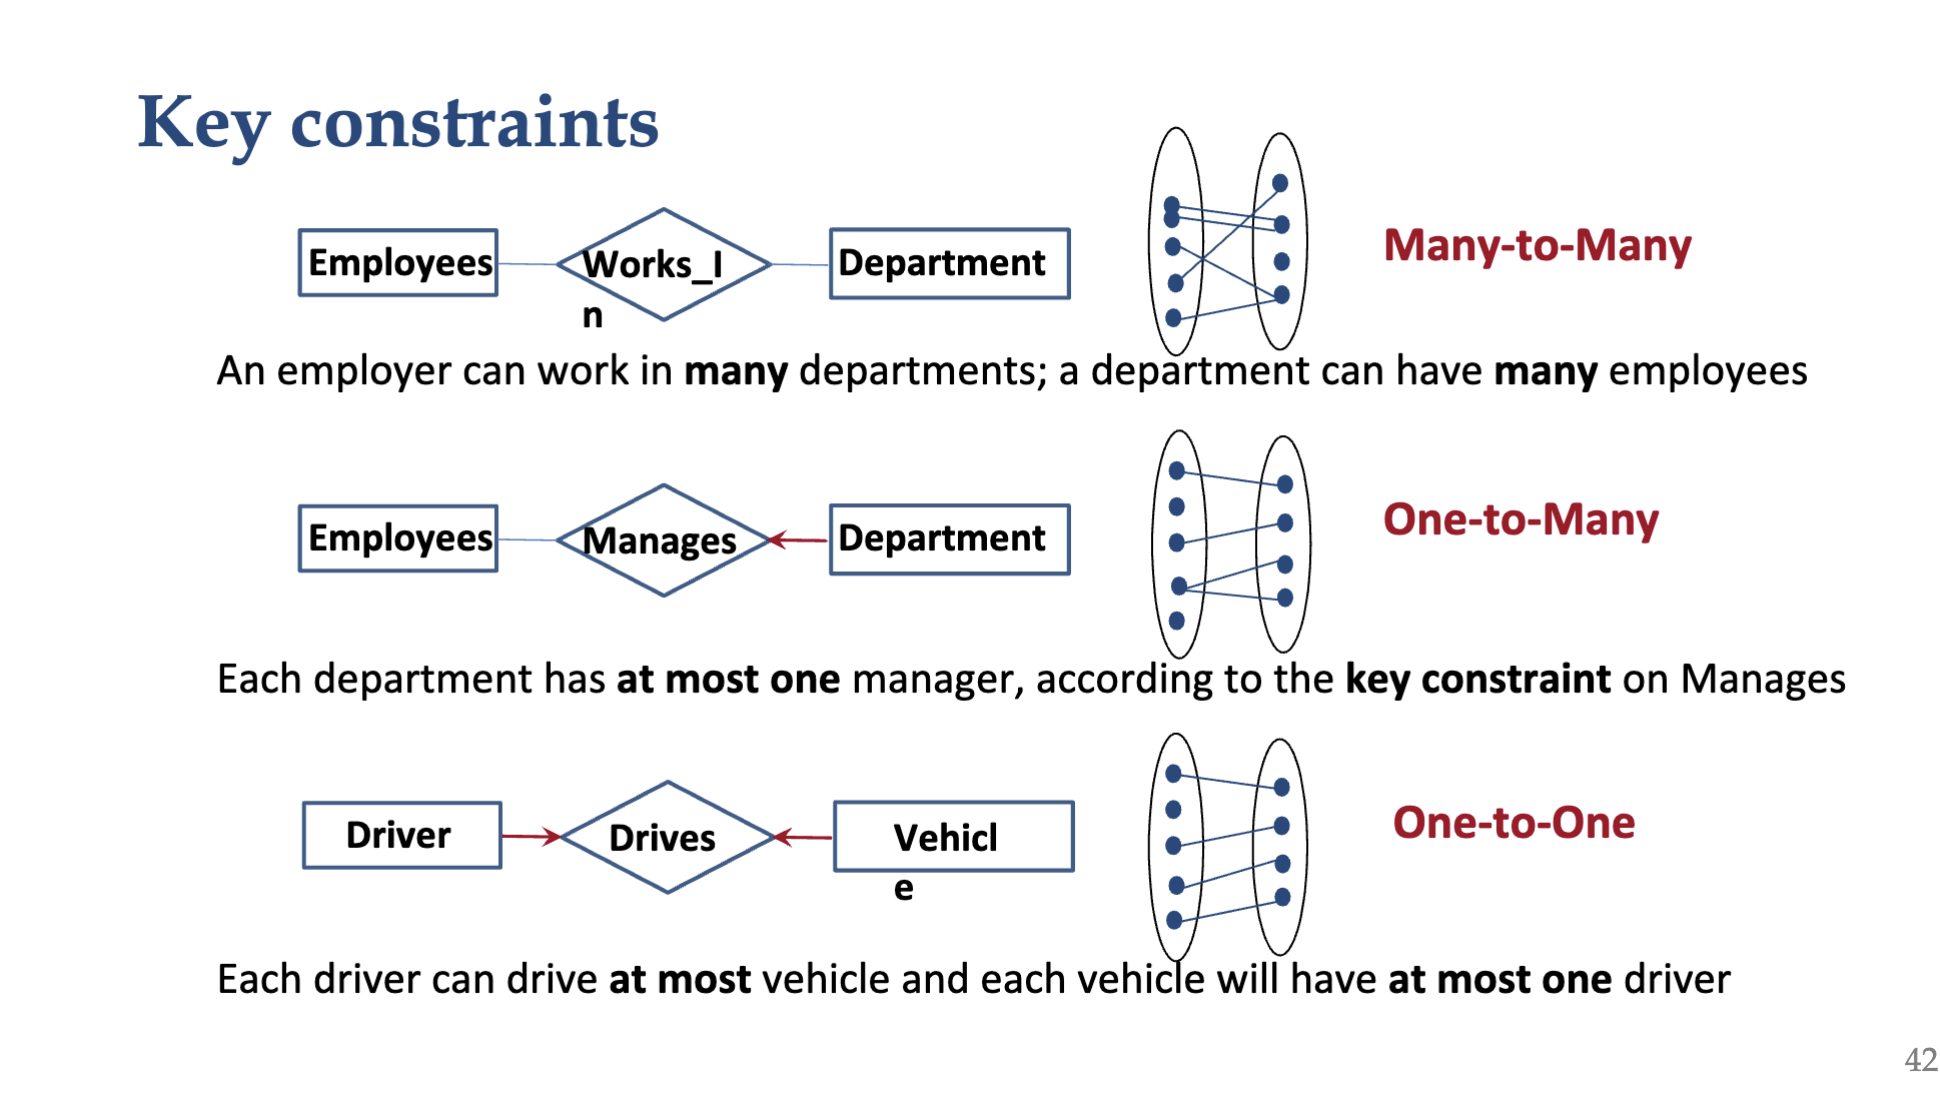 Key constraints
Employees
Works_I
n
Department
Many-to-Many
An employer can work in many departments; a department can have many employees
Employees
Manages
Department
One-to-Many
Each department has at most one manager, according to the key constraint on Manages
Driver
Drives
Vehicl
e
One-to-One
Each driver can drive at most vehicle and each vehicle will have at most one driver
42